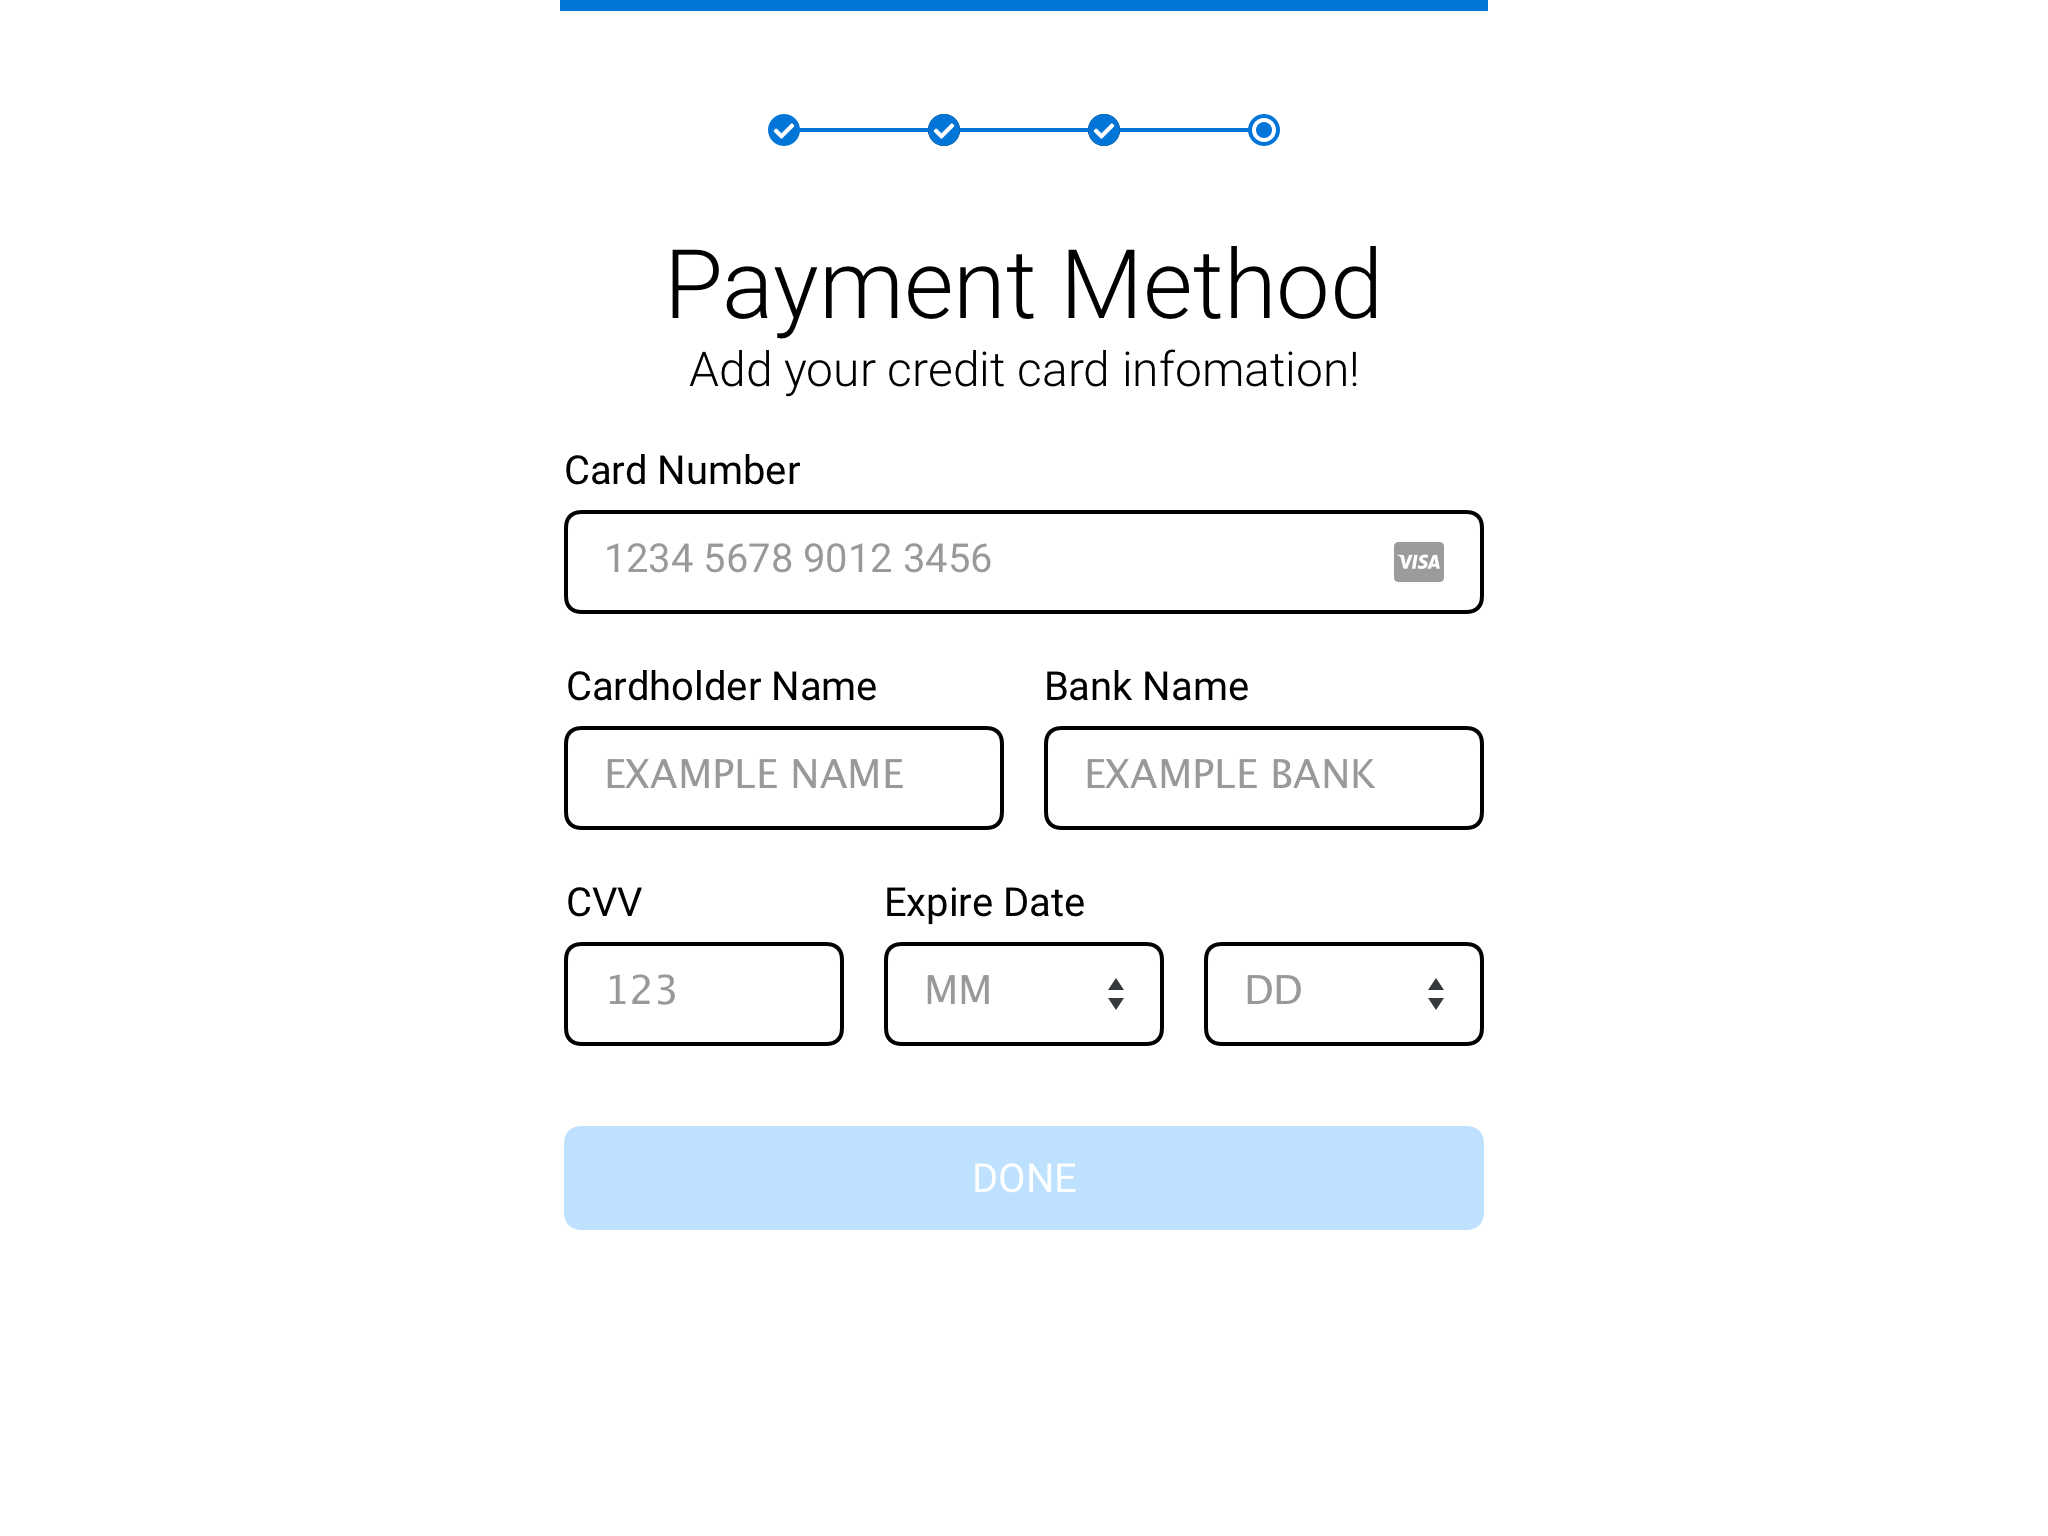 Payment Method
Add your credit card infomation!
Card Number
1234 5678 9012 3456
VISA
Cardholder Name
Bank Name
EXAMPLE NAME
EXAMPLE BANK
CVV
Expire Date
123
MM
DD
DONE